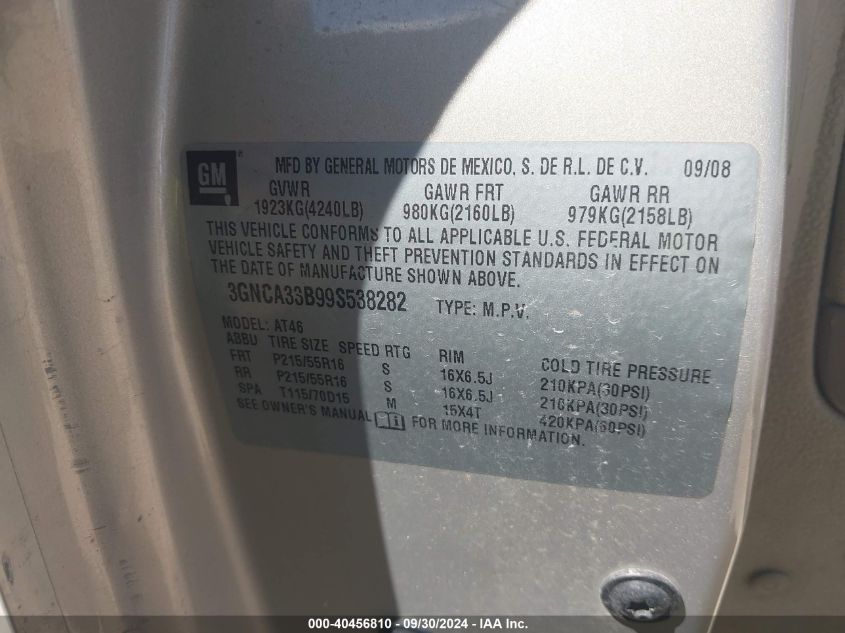 GM
MFD BY GENERAL MOTORS DE MEXICO, S. DE R.L. DE C.V. 09/08
GVWR GAWR FRT GAWR RR
1923KG(4240LB) 980KG(2160LB) 979KG(2158LB)
THIS VEHICLE CONFORMS TO ALL APPLICABLE U.S. FEDERAL MOTOR
VEHICLE SAFETY AND THEFT PREVENTION STANDARDS IN EFFECT ON
THE DATE OF MANUFACTURE SHOWN ABOVE.
3GNCA33B99S538282 TYPE: M.P.V.
MODEL: AT46
ABBU TIRE SIZE SPEED RTG RIM COLD TIRE PRESSURE
FRT P215/55R16 S 16X6.5J 210KPA(30PSI)
RR P215/55R16 S 16X6.5J 210KPA(30PSI)
SPA T115/70D15 M 15X4T 420KPA(60PSI)
SEE OWNER'S MANUAL FOR MORE INFORMATION.
000-40456810 - 09/30/2024 - IAA Inc.